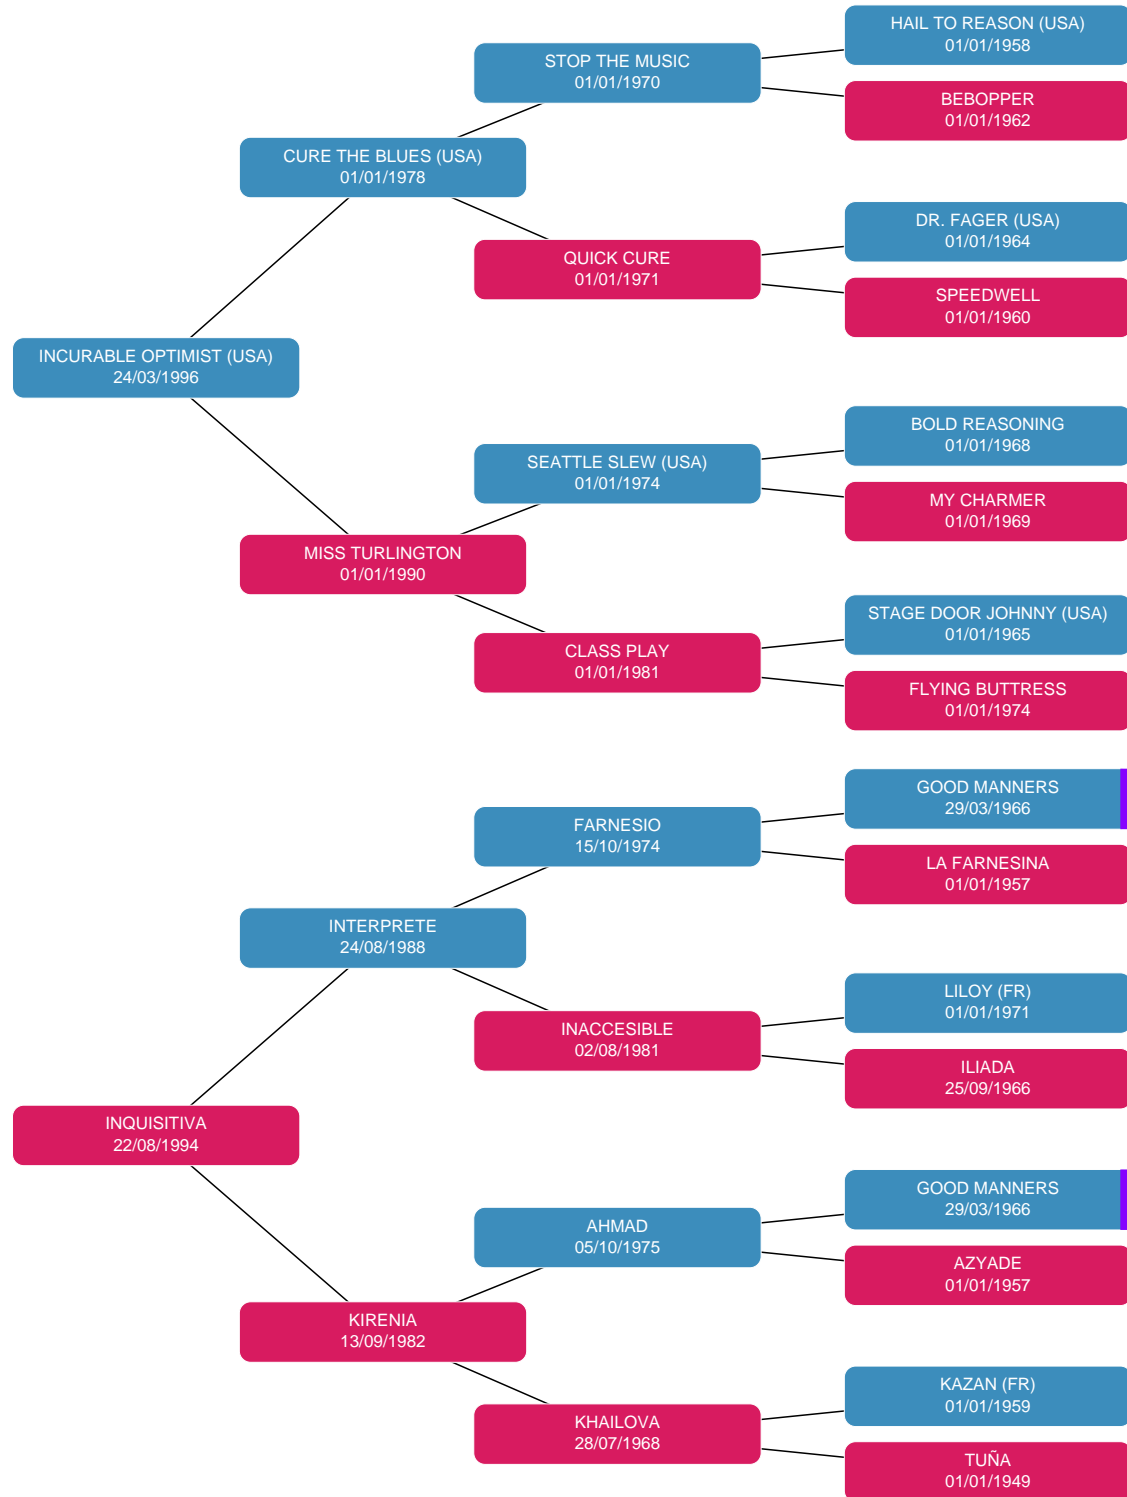 HAIL TO REASON (USA)
01/01/1958
STOP THE MUSIC
01/01/1970
BEBOPPER
01/01/1962
CURE THE BLUES (USA)
01/01/1978
DR. FAGER (USA)
01/01/1964
QUICK CURE
01/01/1971
SPEEDWELL
01/01/1960
INCURABLE OPTIMIST (USA)
24/03/1996
BOLD REASONING
01/01/1968
SEATTLE SLEW (USA)
01/01/1974
MY CHARMER
01/01/1969
MISS TURLINGTON
01/01/1990
STAGE DOOR JOHNNY (USA)
01/01/1965
CLASS PLAY
01/01/1981
FLYING BUTTRESS
01/01/1974
GOOD MANNERS
29/03/1966
FARNESIO
15/10/1974
LA FARNESINA
01/01/1957
INTERPRETE
24/08/1988
LILOY (FR)
01/01/1971
INACCESIBLE
02/08/1981
ILIADA
25/09/1966
INQUISITIVA
22/08/1994
GOOD MANNERS
29/03/1966
AHMAD
05/10/1975
AZYADE
01/01/1957
KIRENIA
13/09/1982
KAZAN (FR)
01/01/1959
KHAILOVA
28/07/1968
TUÑA
01/01/1949